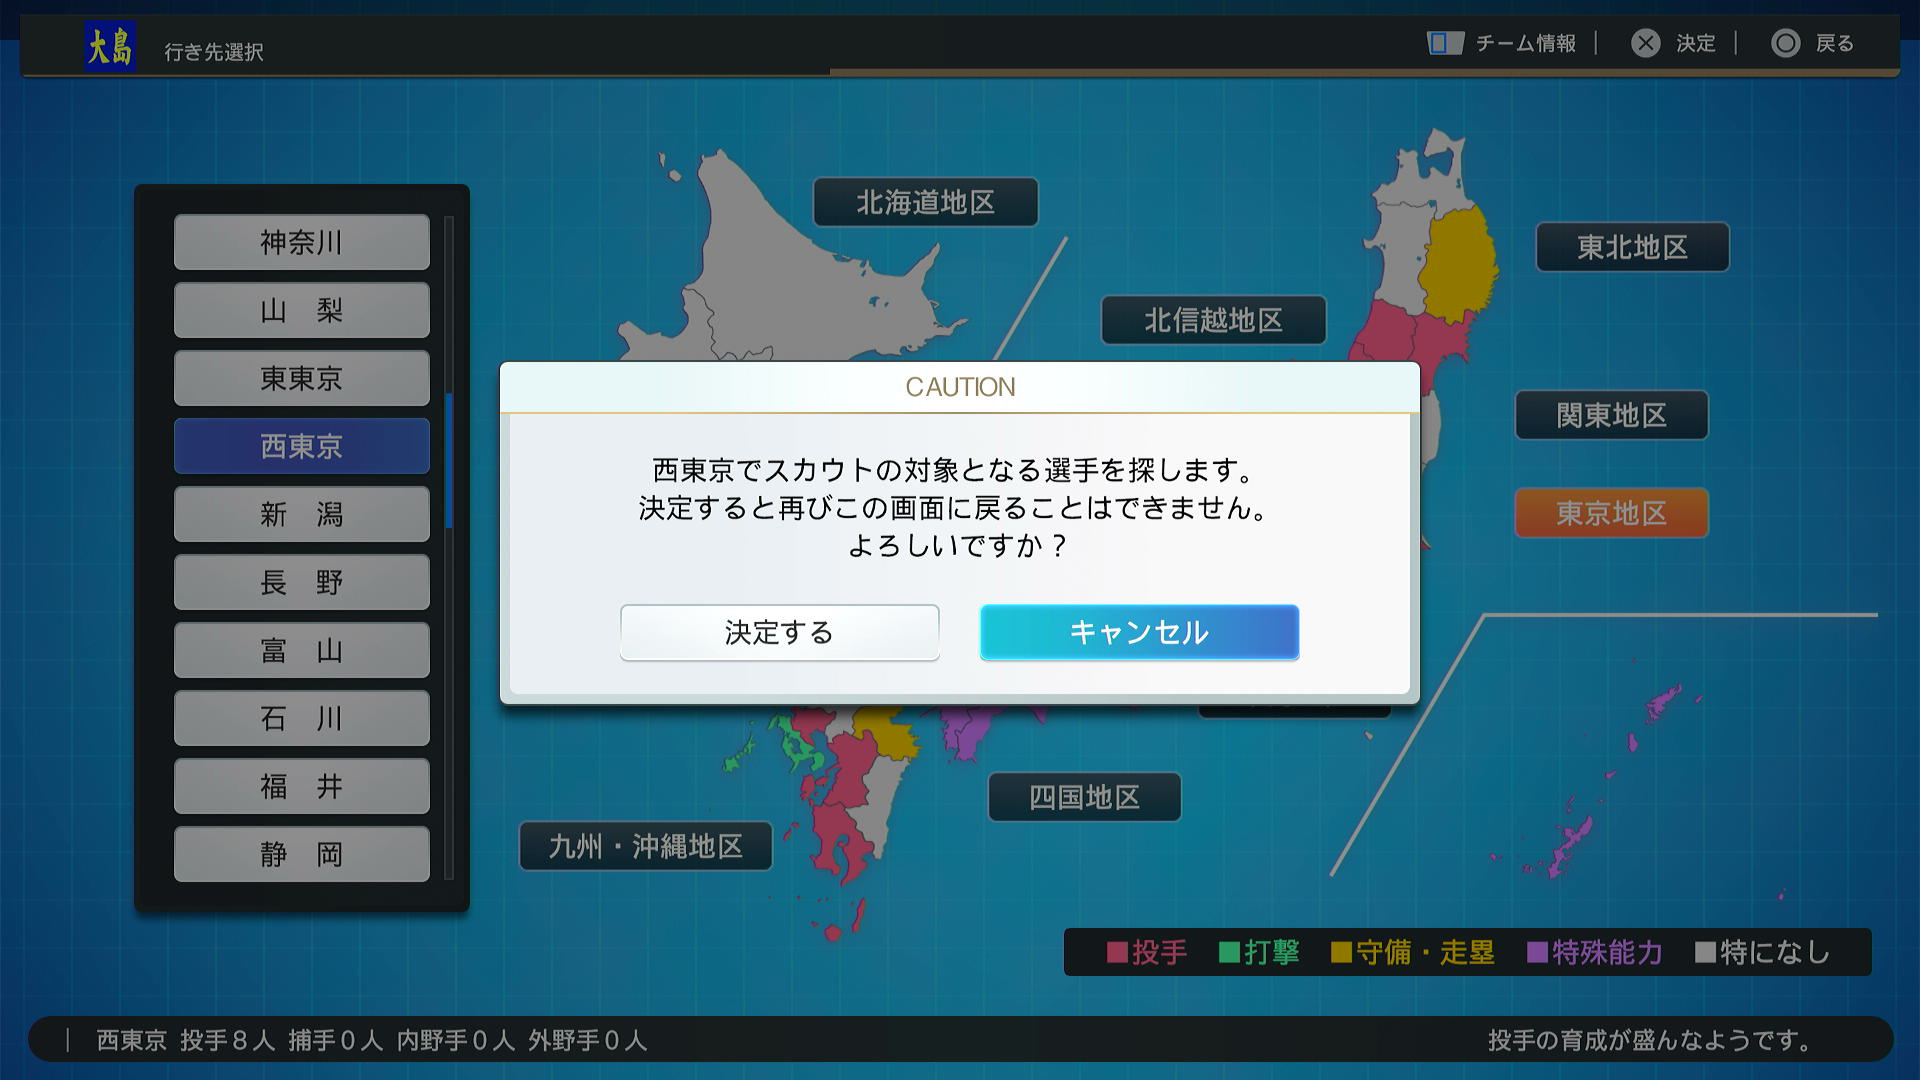 大島
行き先選択
チーム情報
決定
戻る
神奈川
山　梨
東東京
西東京
新　潟
長　野
富　山
石　川
福　井
静　岡
北海道地区
東北地区
北信越地区
関東地区
東京地区
CAUTION
西東京でスカウトの対象となる選手を探します。
決定すると再びこの画面に戻ることはできません。
よろしいですか？
決定する
キャンセル
四国地区
九州・沖縄地区
投手
打撃
守備・走塁
特殊能力
特になし
西東京 投手８人 捕手０人 内野手０人 外野手０人
投手の育成が盛んなようです。